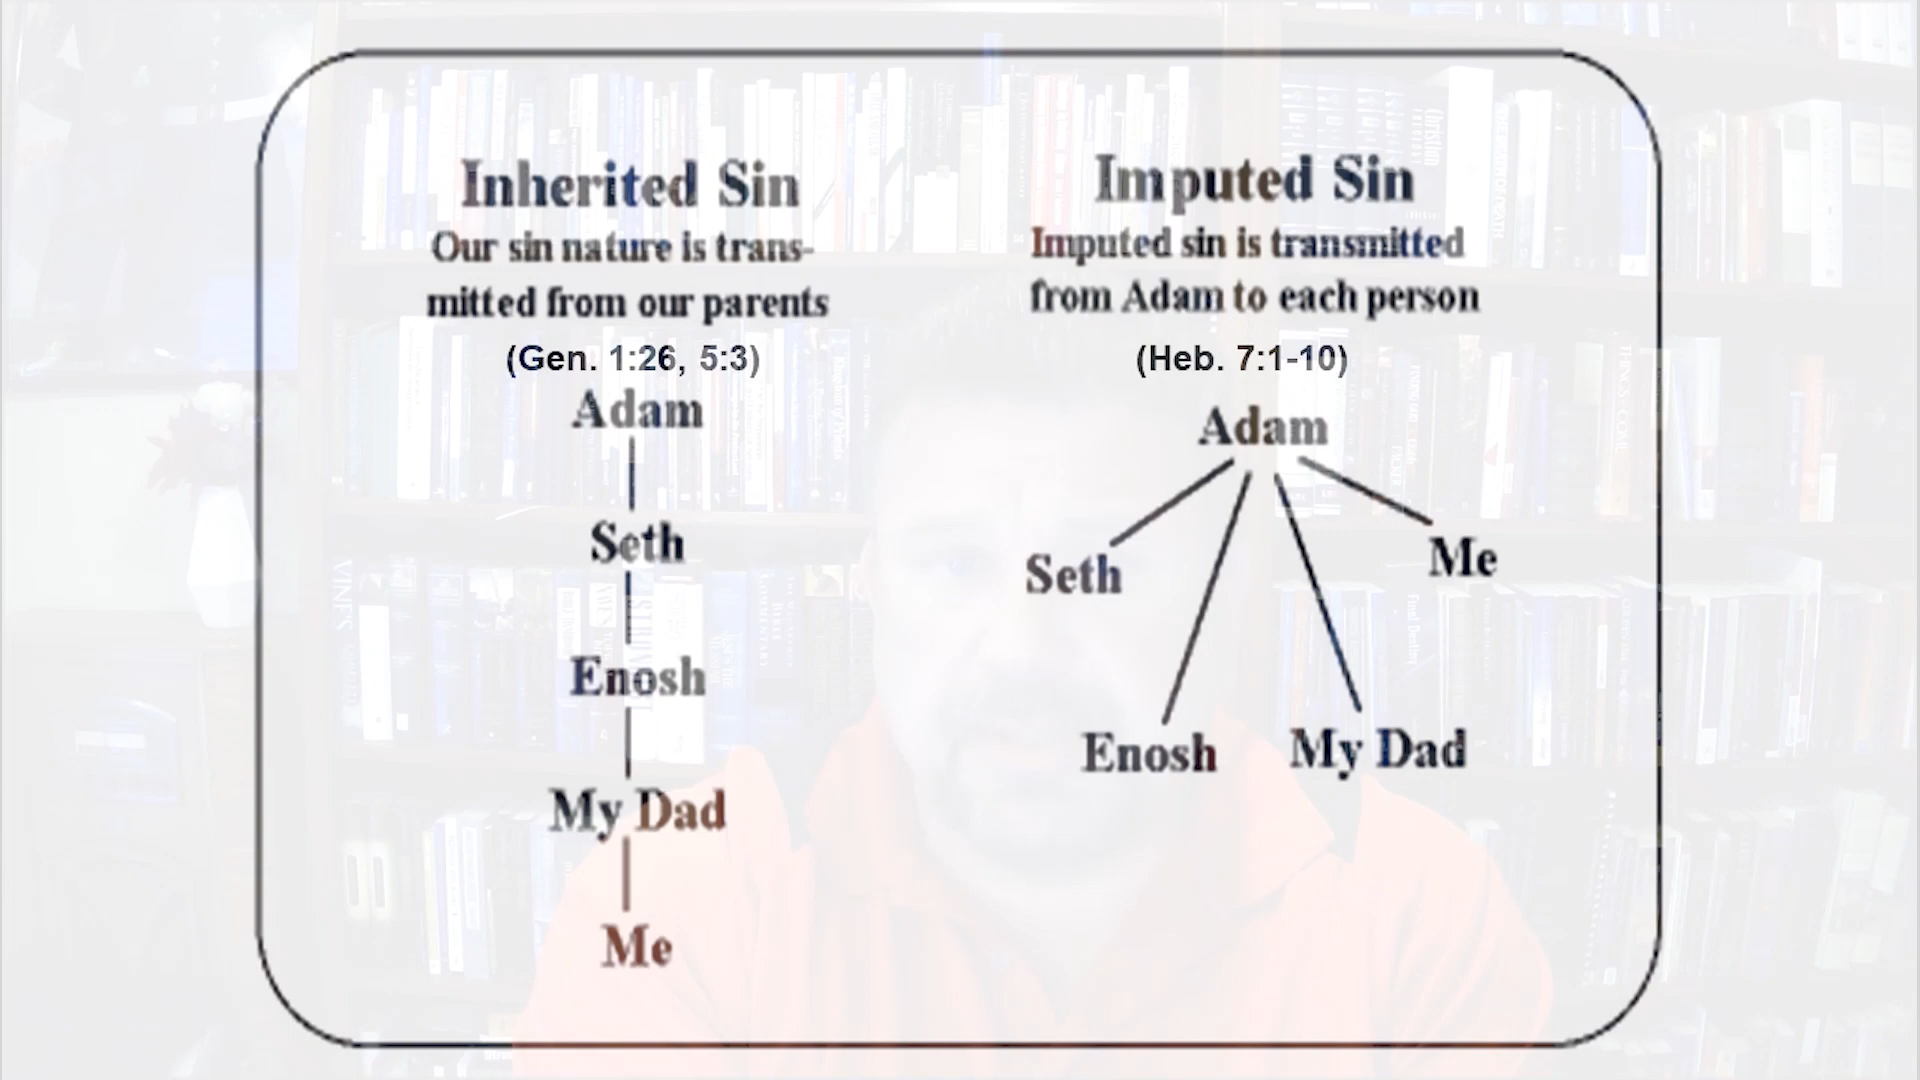 Inherited Sin
Our sin nature is trans-
mitted from our parents
(Gen. 1:26, 5:3)
Adam
Seth
Enosh
My Dad
Me
Imputed Sin
Imputed sin is transmitted
from Adam to each person
(Heb. 7:1-10)
Adam
Seth
Me
Enosh
My Dad
VINE'S